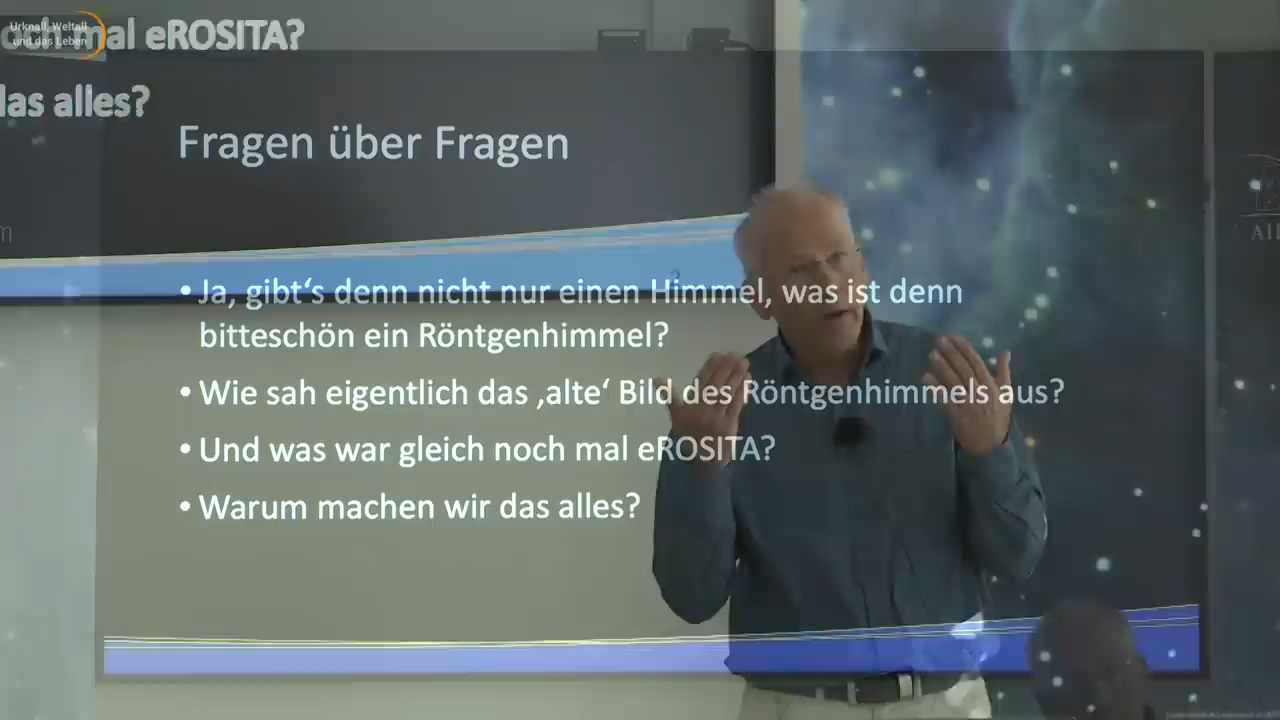 Urknall, Weltall
und das Leben
mal eROSITA?
das alles?
Fragen über Fragen
• Ja, gibt‘s denn nicht nur einen Himmel, was ist denn
bitteschön ein Röntgenhimmel?
• Wie sah eigentlich das ‚alte‘ Bild des Röntgenhimmels aus?
• Und was war gleich noch mal eROSITA?
• Warum machen wir das alles?